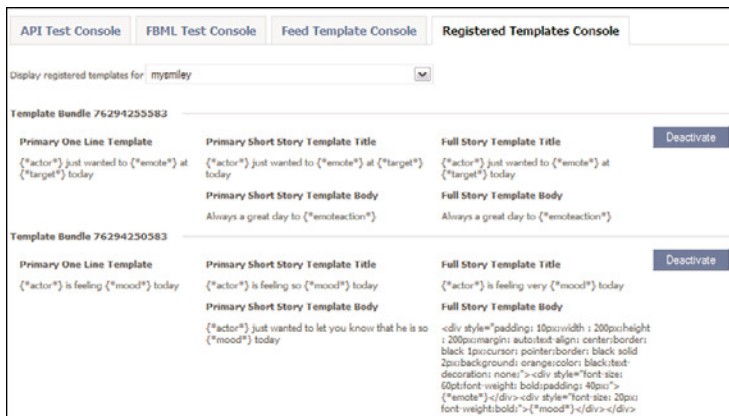 API Test Console
FBML Test Console
Feed Template Console
Registered Templates Console
Display registered templates for mysmiley
Template Bundle 76294255583
Deactivate
Primary One Line Template
{*actor*} just wanted to {*emote*} at
{*target*} today
Primary Short Story Template Title
{*actor*} just wanted to {*emote*} at {*target*}
today
Primary Short Story Template Body
Always a great day to {*emoteaction*}
Full Story Template Title
{*actor*} just wanted to {*emote*} at
{*target*} today
Full Story Template Body
Always a great day to {*emoteaction*}
Template Bundle 76294250583
Deactivate
Primary One Line Template
{*actor*} is feeling {*mood*} today
Primary Short Story Template Title
{*actor*} is feeling so {*mood*} today
Primary Short Story Template Body
{*actor*} just wanted to let you know that he is so
{*mood*} today
Full Story Template Title
{*actor*} is feeling very {*mood*} today
Full Story Template Body
<div style="padding: 10px;width : 200px;height
: 200px;margin: auto;text-align: center;border:
black 1px;cursor: pointer;border: black solid
2px;background: orange;color: black;text-
decoration: none;"><div style="font-size:
60pt;font-weight: bold;padding: 40px;">
{*emote*}</div><div style="font-size: 20px;
font-weight:bold;">{*mood*}</div></div>